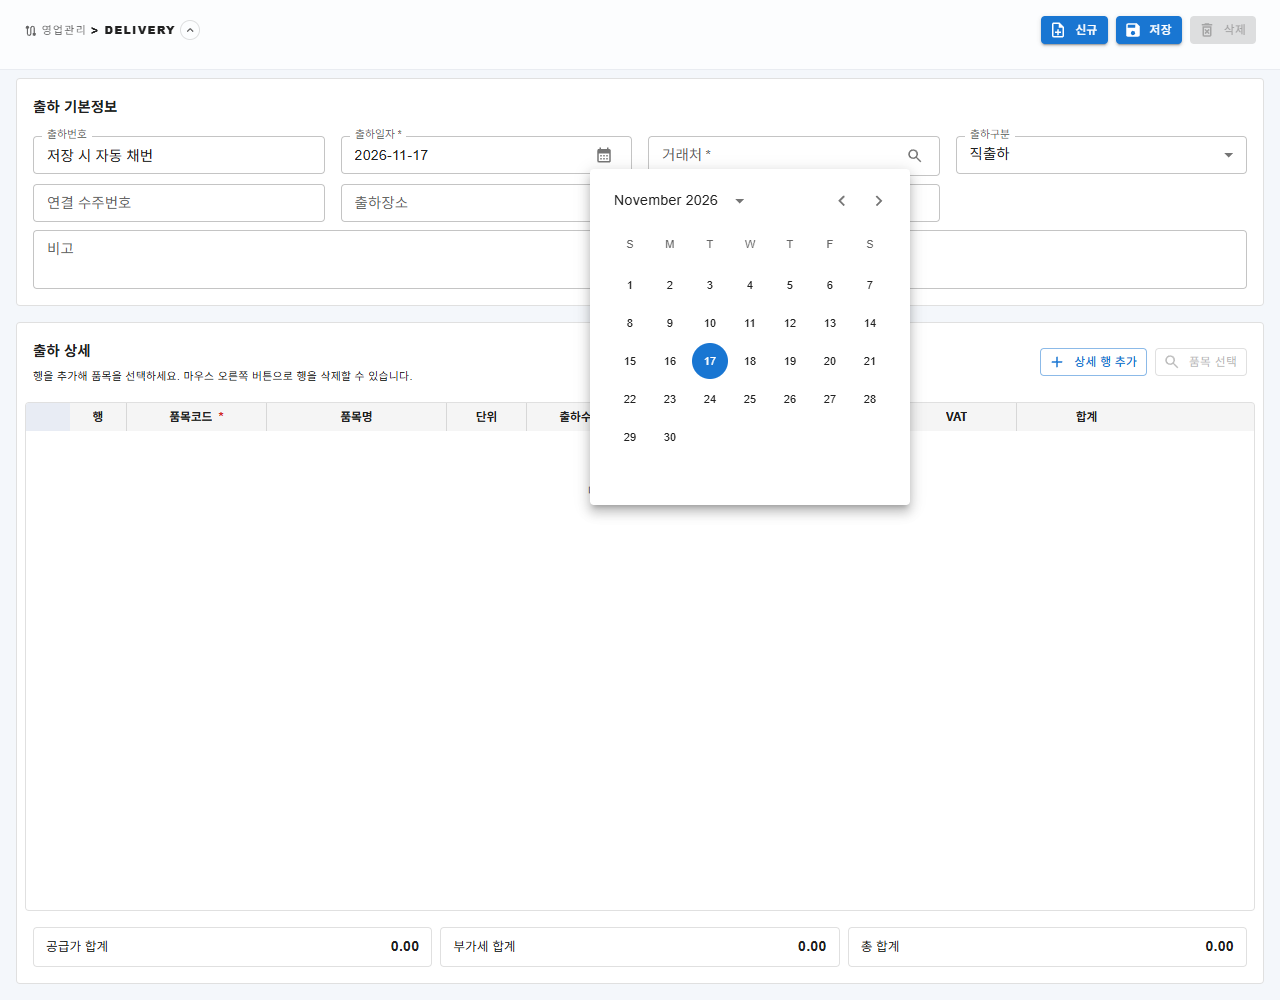 영업관리 > DELIVERY
신규
저장
삭제
출하 기본정보
출하번호
저장 시 자동 채번
출하일자 *
2026-11-17
거래처 *
출하구분
직출하
연결 수주번호
출하장소
비고
November 2026
S M T W T F S
1 2 3 4 5 6 7
8 9 10 11 12 13 14
15 16 17 18 19 20 21
22 23 24 25 26 27 28
29 30
출하 상세
행을 추가해 품목을 선택하세요. 마우스 오른쪽 버튼으로 행을 삭제할 수 있습니다.
상세 행 추가
품목 선택
행 품목코드 * 품목명 단위 출하수 VAT 합계
공급가 합계 0.00
부가세 합계 0.00
총 합계 0.00